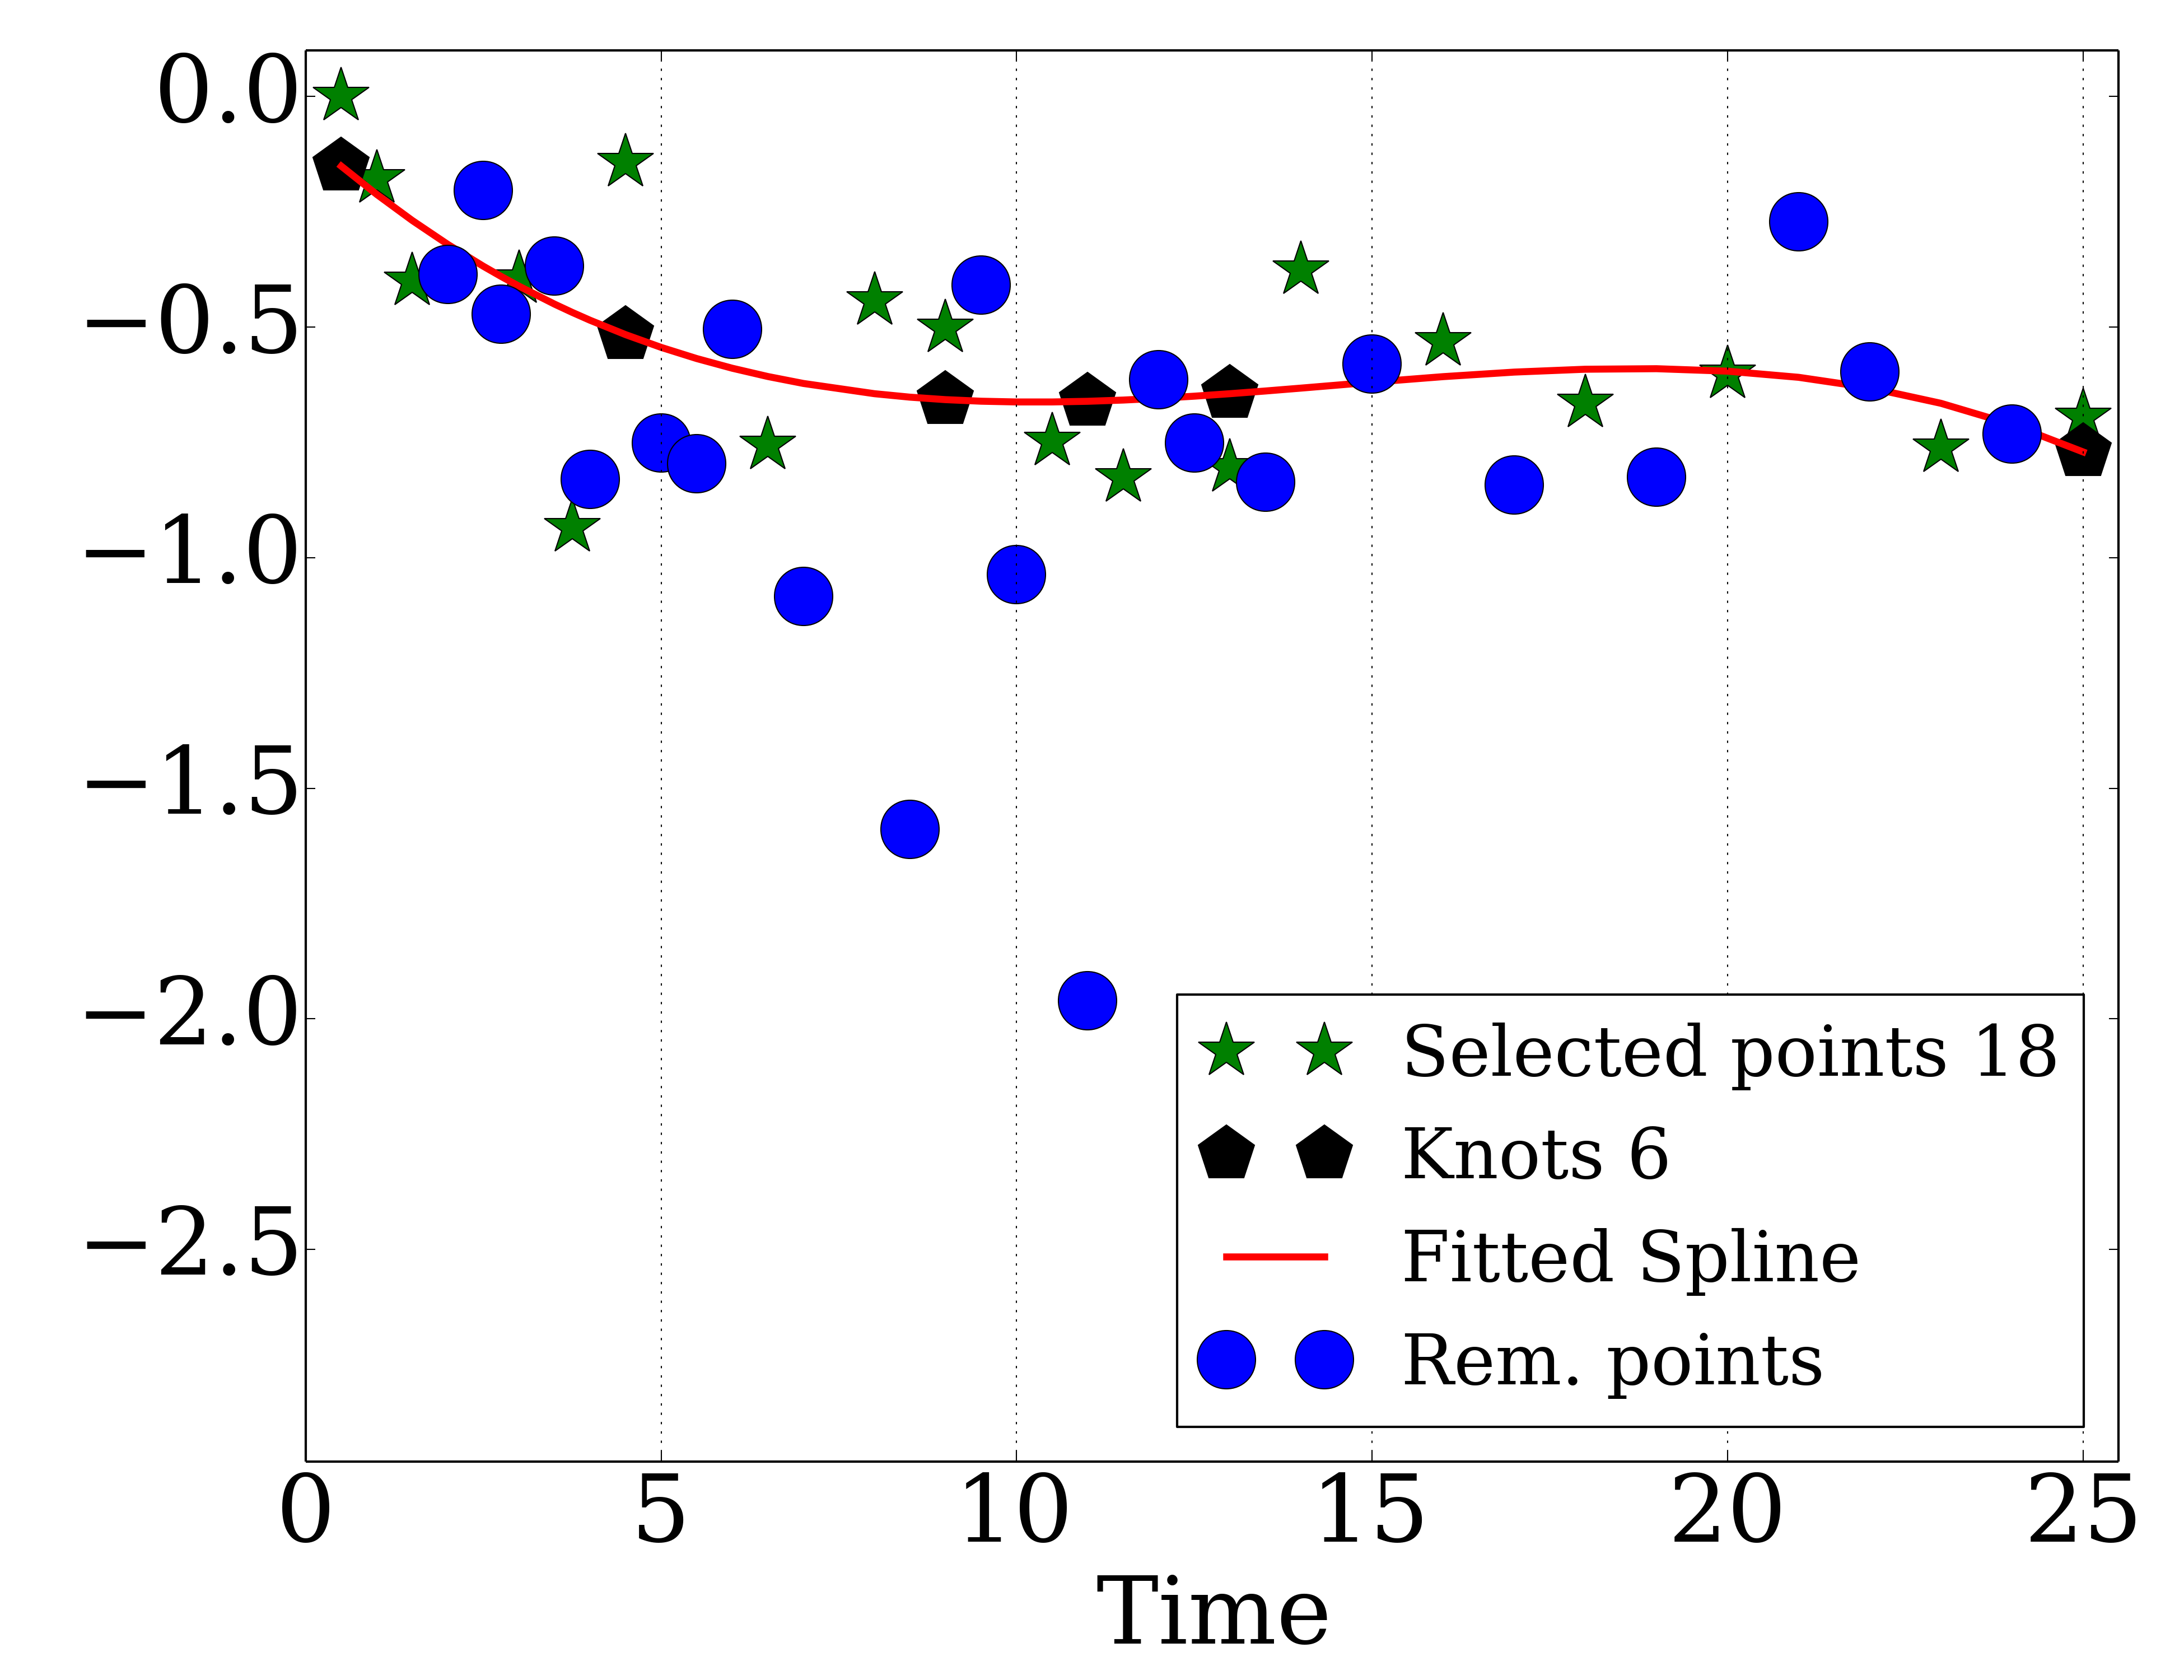 0.0
−0.5
−1.0
−1.5
−2.0
−2.5
Selected points 18
Knots 6
Fitted Spline
Rem. points
0 5 10 15 20 25
Time